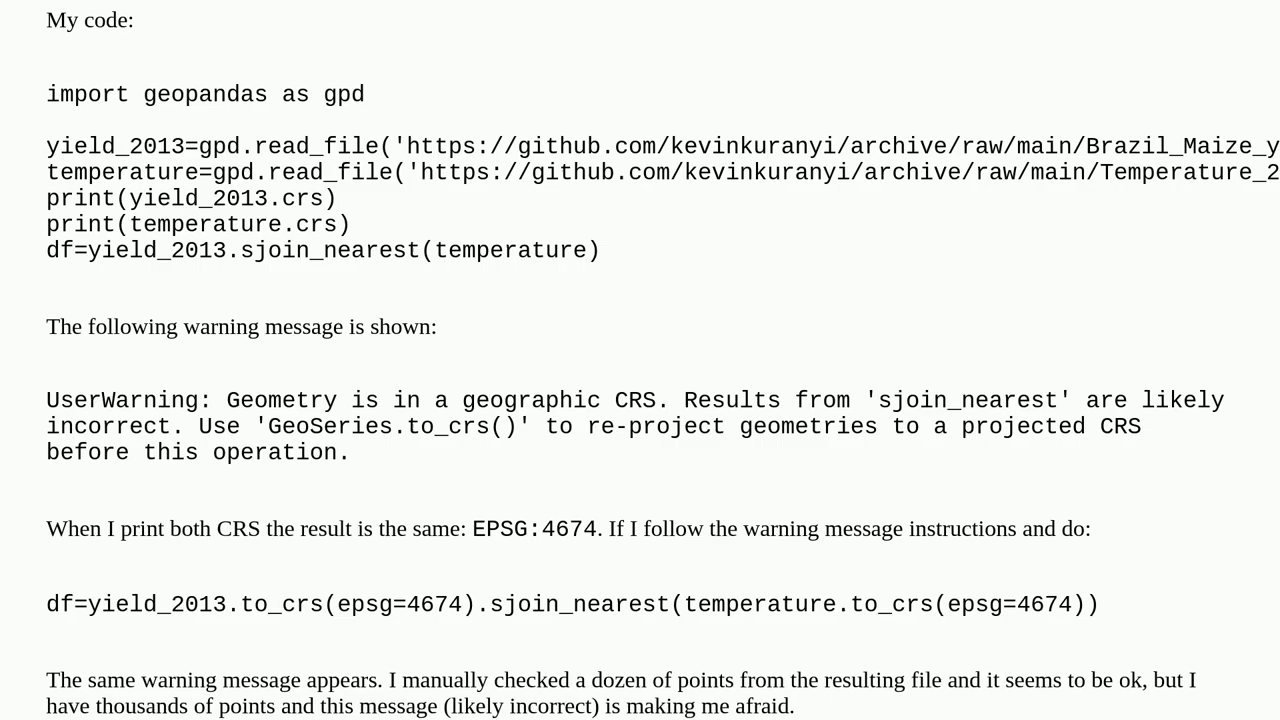 My code:
import geopandas as gpd
yield_2013=gpd.read_file('https://github.com/kevinkuranyi/archive/raw/main/Brazil_Maize_y
temperature=gpd.read_file('https://github.com/kevinkuranyi/archive/raw/main/Temperature_2
print(yield_2013.crs)
print(temperature.crs)
df=yield_2013.sjoin_nearest(temperature)
The following warning message is shown:
UserWarning: Geometry is in a geographic CRS. Results from 'sjoin_nearest' are likely
incorrect. Use 'GeoSeries.to_crs()' to re-project geometries to a projected CRS
before this operation.
When I print both CRS the result is the same: EPSG:4674. If I follow the warning message instructions and do:
df=yield_2013.to_crs(epsg=4674).sjoin_nearest(temperature.to_crs(epsg=4674))
The same warning message appears. I manually checked a dozen of points from the resulting file and it seems to be ok, but I
have thousands of points and this message (likely incorrect) is making me afraid.